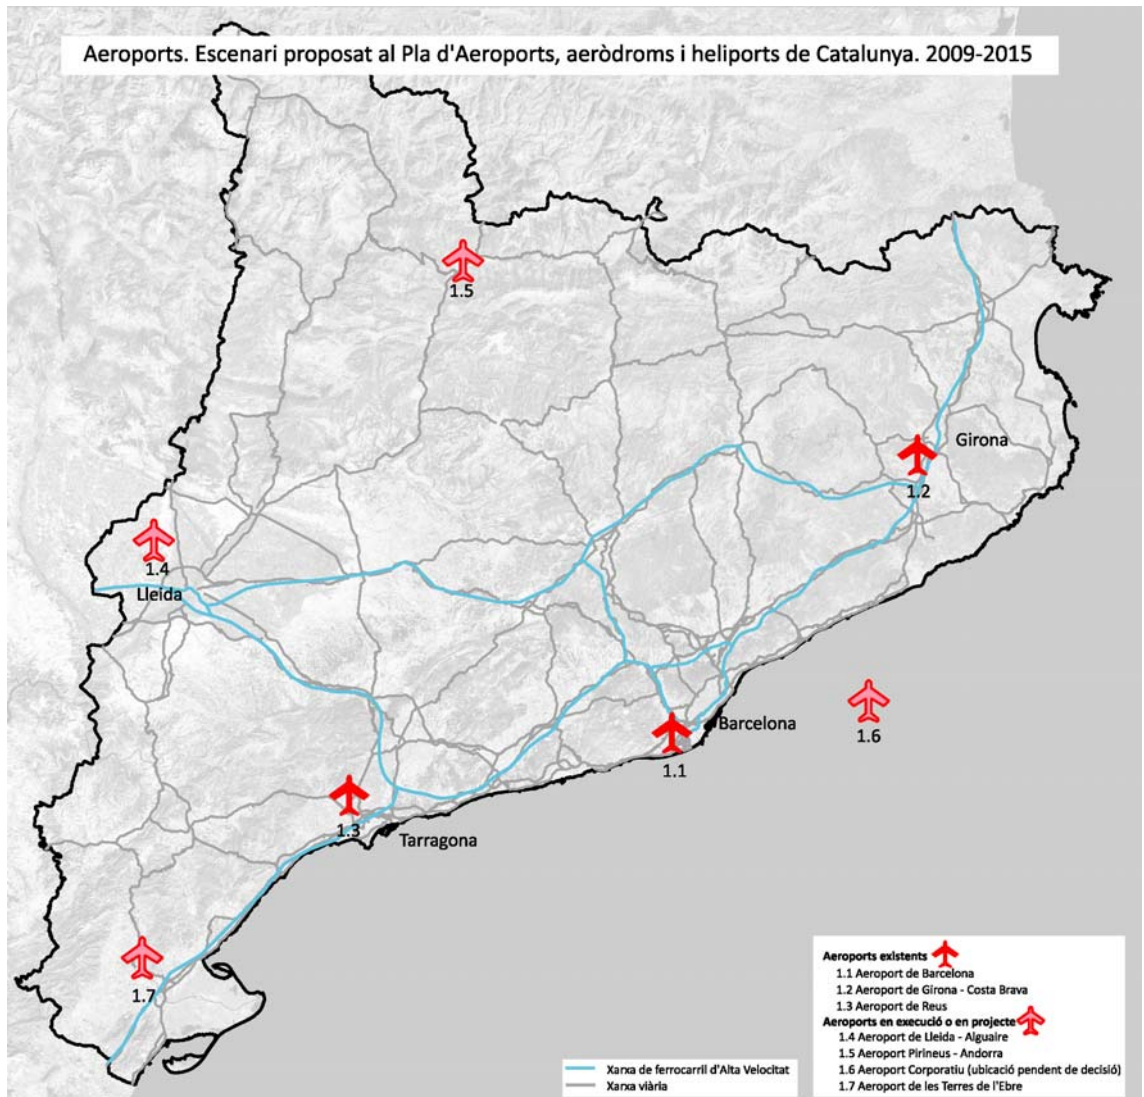 Aeroports. Escenari proposat al Pla d'Aeroports, aeròdroms i heliports de Catalunya. 2009-2015
1.5
Girona
1.2
1.4
Lleida
1.6
Barcelona
1.1
1.3
Tarragona
1.7
Aeroports existents
1.1 Aeroport de Barcelona
1.2 Aeroport de Girona - Costa Brava
1.3 Aeroport de Reus
Aeroports en execució o en projecte
1.4 Aeroport de Lleida - Alguaire
1.5 Aeroport Pirineus - Andorra
1.6 Aeroport Corporatiu (ubicació pendent de decisió)
1.7 Aeroport de les Terres de l'Ebre
Xarxa de ferrocarril d'Alta Velocitat
Xarxa viària